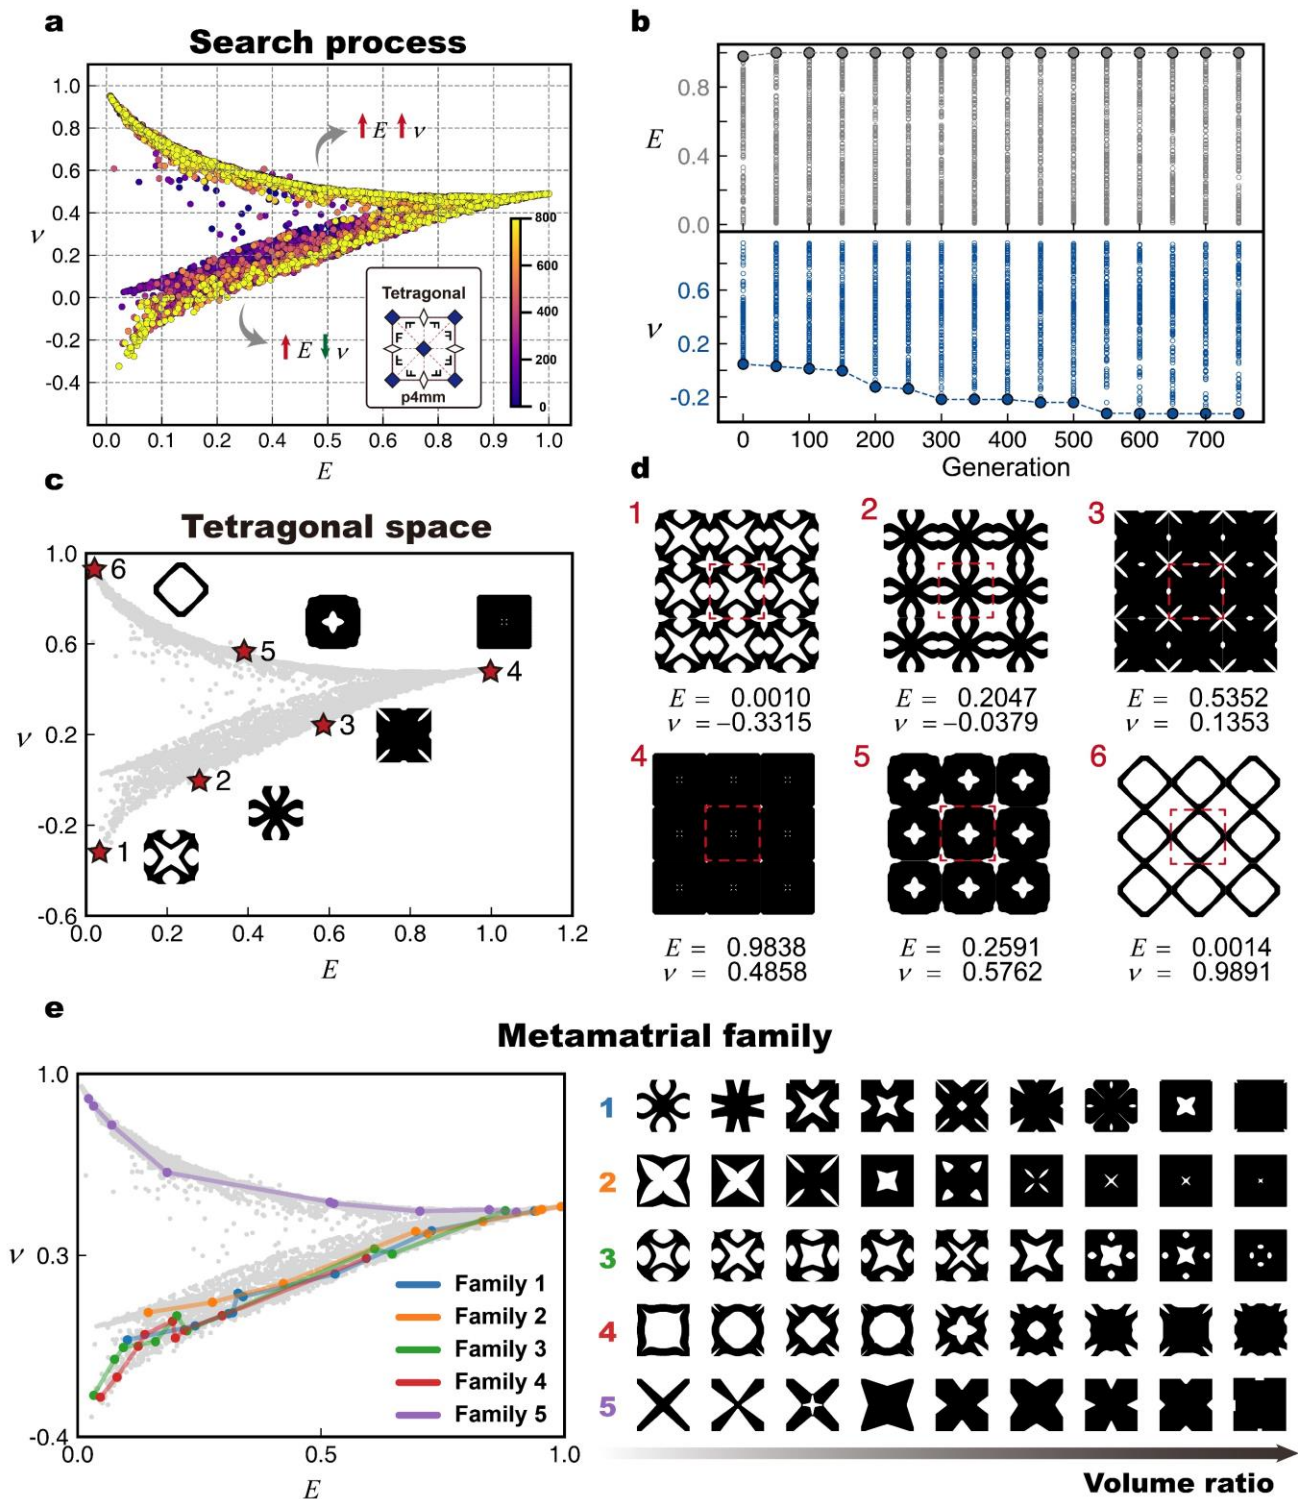 a
Search process
1.0
0.8
0.6
0.4
0.2
0.0
-0.2
-0.4
ν
E ν
E ν
800
600
400
200
0
Tetragonal
p4mm
0.0 0.1 0.2 0.4 0.5 0.6 0.8 0.9 1.0
E
b
0.8
0.4
0.0
E
0.6
0.2
-0.2
ν
0 100 200 300 400 500 600 700
Generation
c
Tetragonal space
1.0
0.6
0.2
-0.2
-0.6
ν
6
5
4
3
2
1
0.0 0.2 0.4 0.6 0.8 1.0 1.2
E
d
1
E = 0.0010
ν = −0.3315
2
E = 0.2047
ν = −0.0379
3
E = 0.5352
ν = 0.1353
4
E = 0.9838
ν = 0.4858
5
E = 0.2591
ν = 0.5762
6
E = 0.0014
ν = 0.9891
e
Metamatrial family
1.0
0.3
-0.4
ν
Family 1
Family 2
Family 3
Family 4
Family 5
0.0 0.5 1.0
E
1
2
3
4
5
Volume ratio